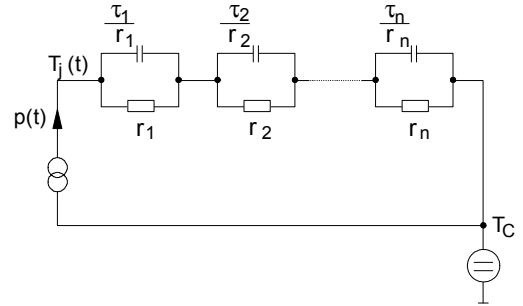 τ1/r1 τ2/r2 τn/rn
Tj(t)
r1 r2 rn
p(t)
TC